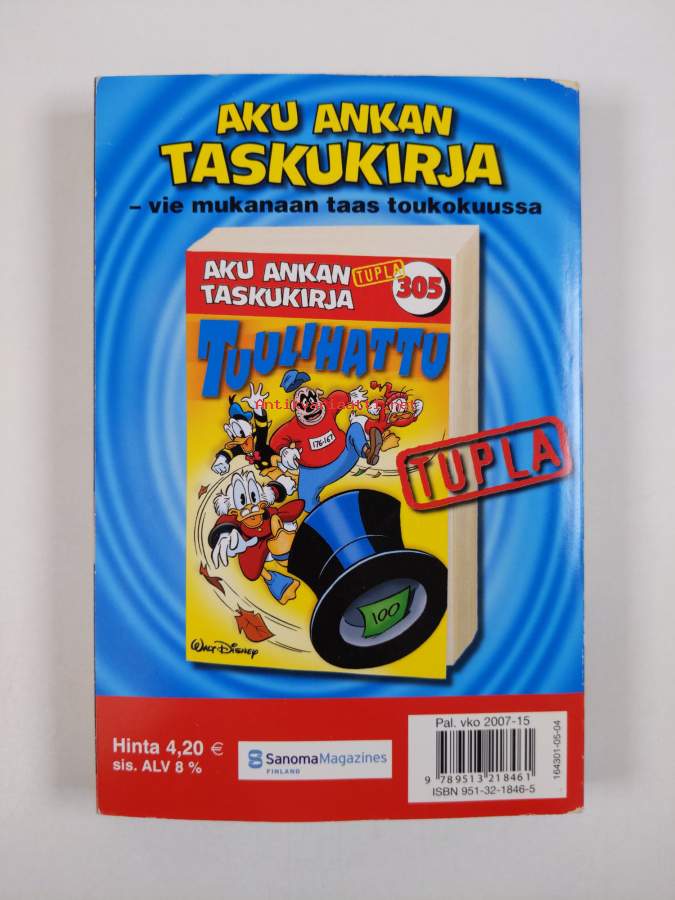 AKU ANKAN
TASKUKIRJA
– vie mukanaan taas toukokuussa
AKU ANKAN
TASKUKIRJA
TUPLA
305
TUULIHATTU
Antikvariaatti.net
176-167
TUPLA
100
WALT DISNEY
Hinta 4,20 €
sis. ALV 8 %
SanomaMagazines
FINLAND
Pal. vko 2007-15
9 789513 218461
ISBN 951-32-1846-5
164301-05-04